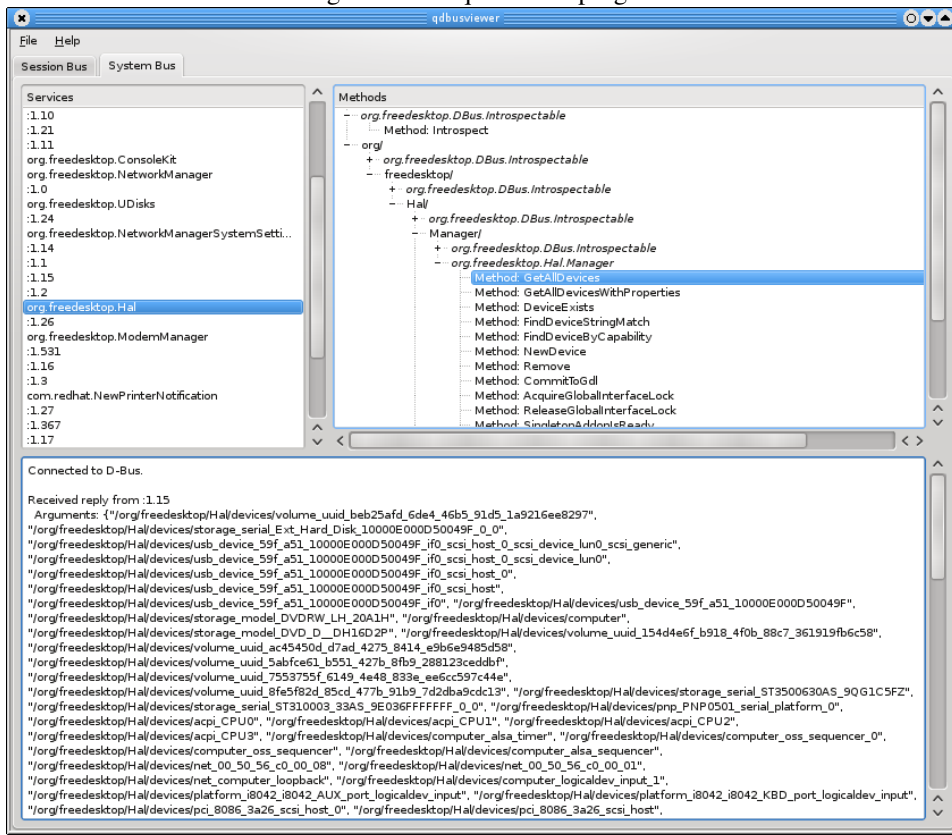 qdbusviewer
File Help
Session Bus System Bus
Services
:1.10
:1.21
:1.11
org.freedesktop.ConsoleKit
org.freedesktop.NetworkManager
:1.0
org.freedesktop.UDisks
:1.24
org.freedesktop.NetworkManagerSystemSetti...
:1.14
:1.1
:1.15
:1.2
org.freedesktop.Hal
:1.26
org.freedesktop.ModemManager
:1.531
:1.16
:1.3
com.redhat.NewPrinterNotification
:1.27
:1.367
:1.17
Methods
org.freedesktop.DBus.Introspectable
Method: Introspect
org/
org.freedesktop.DBus.Introspectable
freedesktop/
org.freedesktop.DBus.Introspectable
Hal/
org.freedesktop.DBus.Introspectable
Manager/
org.freedesktop.DBus.Introspectable
org.freedesktop.Hal.Manager
Method: GetAllDevices
Method: GetAllDevicesWithProperties
Method: DeviceExists
Method: FindDeviceStringMatch
Method: FindDeviceByCapability
Method: NewDevice
Method: Remove
Method: CommitToGdl
Method: AcquireGlobalInterfaceLock
Method: ReleaseGlobalInterfaceLock
Method: SingletonAddonIsReady
Connected to D-Bus.
Received reply from :1.15
Arguments: {"/org/freedesktop/Hal/devices/volume_uuid_beb25afd_6de4_46b5_91d5_1a9216ee8297",
"/org/freedesktop/Hal/devices/storage_serial_Ext_Hard_Disk_10000E000D50049F_0_0",
"/org/freedesktop/Hal/devices/usb_device_59f_a51_10000E000D50049F_if0_scsi_host_0_scsi_device_lun0_scsi_generic",
"/org/freedesktop/Hal/devices/usb_device_59f_a51_10000E000D50049F_if0_scsi_host_0_scsi_device_lun0",
"/org/freedesktop/Hal/devices/usb_device_59f_a51_10000E000D50049F_if0_scsi_host_0",
"/org/freedesktop/Hal/devices/usb_device_59f_a51_10000E000D50049F_if0_scsi_host",
"/org/freedesktop/Hal/devices/usb_device_59f_a51_10000E000D50049F_if0", "/org/freedesktop/Hal/devices/usb_device_59f_a51_10000E000D50049F",
"/org/freedesktop/Hal/devices/storage_model_DVDRW_LH_20A1H", "/org/freedesktop/Hal/devices/computer",
"/org/freedesktop/Hal/devices/storage_model_DVD_D__DH16D2P", "/org/freedesktop/Hal/devices/volume_uuid_154d4e6f_b918_4f0b_88c7_361919fb6c58",
"/org/freedesktop/Hal/devices/volume_uuid_ac45450d_d7ad_4275_8414_e9b6e9485d58",
"/org/freedesktop/Hal/devices/volume_uuid_5abfce61_b551_427b_8fb9_288123ceddbf",
"/org/freedesktop/Hal/devices/volume_uuid_7553755f_6149_4e48_833e_ee6cc597c44e",
"/org/freedesktop/Hal/devices/volume_uuid_8fe5f82d_85cd_477b_91b9_7d2dba9cdc13", "/org/freedesktop/Hal/devices/storage_serial_ST3500630AS_9QG1C5FZ",
"/org/freedesktop/Hal/devices/storage_serial_ST310003_33AS_9E036FFFFFFF_0_0", "/org/freedesktop/Hal/devices/pnp_PNP0501_serial_platform_0",
"/org/freedesktop/Hal/devices/acpi_CPU0", "/org/freedesktop/Hal/devices/acpi_CPU1", "/org/freedesktop/Hal/devices/acpi_CPU2",
"/org/freedesktop/Hal/devices/acpi_CPU3", "/org/freedesktop/Hal/devices/computer_alsa_timer", "/org/freedesktop/Hal/devices/computer_oss_sequencer_0",
"/org/freedesktop/Hal/devices/computer_oss_sequencer", "/org/freedesktop/Hal/devices/computer_alsa_sequencer",
"/org/freedesktop/Hal/devices/net_00_50_56_c0_00_08", "/org/freedesktop/Hal/devices/net_00_50_56_c0_00_01",
"/org/freedesktop/Hal/devices/net_computer_loopback", "/org/freedesktop/Hal/devices/computer_logicaldev_input_1",
"/org/freedesktop/Hal/devices/platform_i8042_i8042_AUX_port_logicaldev_input", "/org/freedesktop/Hal/devices/platform_i8042_i8042_KBD_port_logicaldev_input",
"/org/freedesktop/Hal/devices/pci_8086_3a26_scsi_host_0", "/org/freedesktop/Hal/devices/pci_8086_3a26_scsi_host",